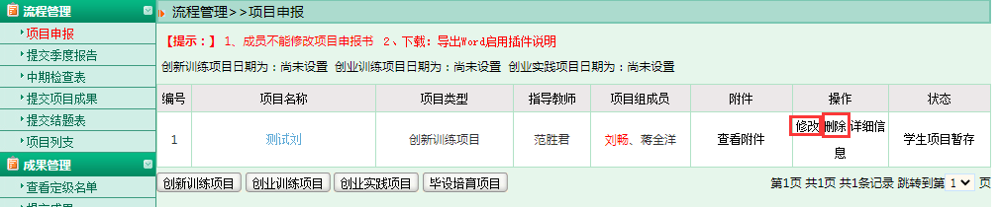 流程管理
项目申报
提交季度报告
中期检查表
提交项目成果
提交结题表
项目列支
成果管理
查看定级名单
流程管理>>项目申报
【提示：】 1、成员不能修改项目申报书 2、下载：导出Word启用插件说明
创新训练项目日期为：尚未设置 创业训练项目日期为：尚未设置 创业实践项目日期为：尚未设置
编号 项目名称 项目类型 指导教师 项目组成员 附件 操作 状态
1 测试刘 创新训练项目 范胜君 刘畅、蒋全洋 查看附件 修改 删除 详细信息 学生项目暂存
创新训练项目 创业训练项目 创业实践项目 毕设培育项目
第1页 共1页 共1条记录 跳转到第 1 页